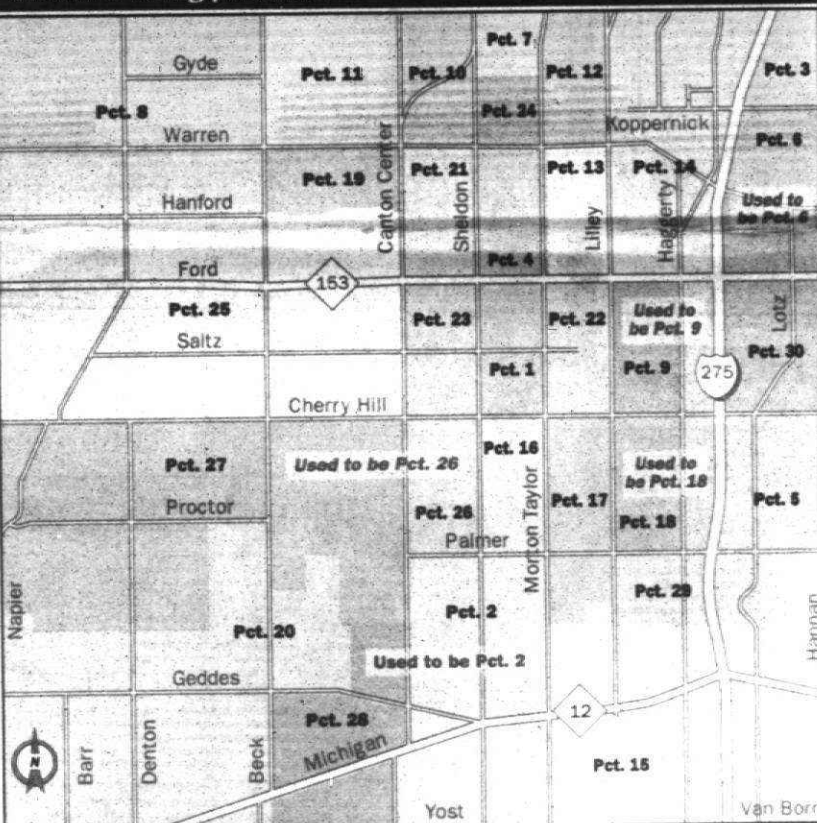 Pct. 7
Gyde
Pct. 11
Pct. 10
Pct. 12
Pct. 3
Pct. 8
Pct. 24
Warren
Koppernick
Pct. 6
Canton Center
Pct. 19
Pct. 21
Sheldon
Pct. 13
Lilley
Pct. 14
Haggerty
Hanford
Used to
be Pct. 6
Ford
153
Pct. 4
Pct. 25
Saltz
Pct. 23
Pct. 22
Used to
be Pct. 9
Lotz
Pct. 1
Pct. 9
275
Pct. 30
Cherry Hill
Pct. 16
Pct. 27
Used to be Pct. 26
Used to
be Pct. 18
Proctor
Pct. 26
Morton Taylor
Pct. 17
Pct. 18
Pct. 5
Palmer
Napier
Pct. 2
Pct. 29
Hannan
Pct. 20
Used to be Pct. 2
Geddes
Pct. 28
12
N
Barr
Denton
Beck
Michigan
Pct. 15
Yost
Van Born